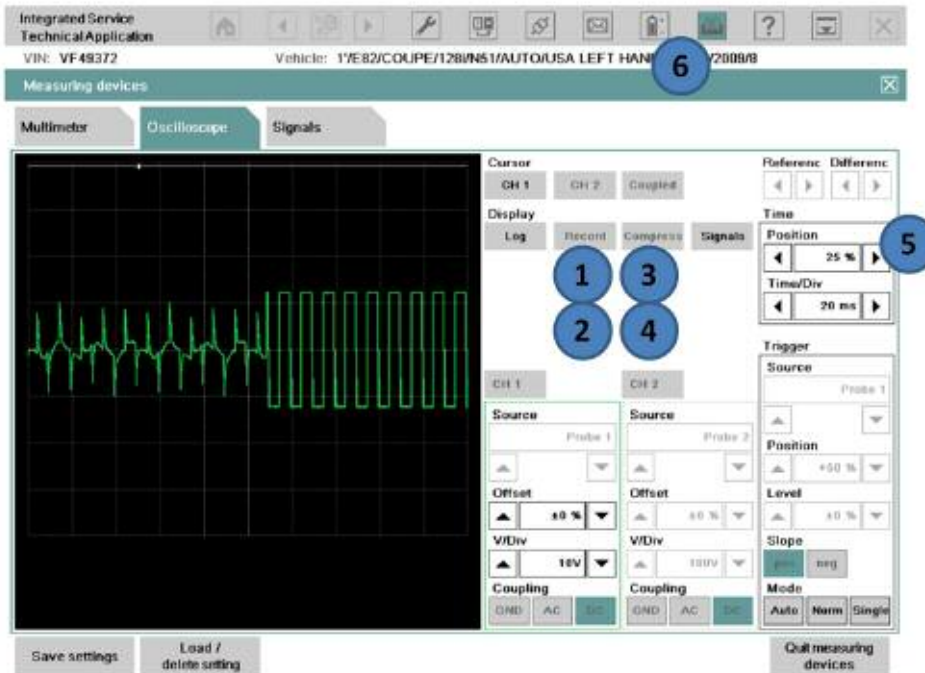 Integrated Service
Technical Application
VIN: VF49372 Vehicle: 1"/E82/COUPE/128i/N51/AUTO/USA LEFT HAN /2009/8
6
Measuring devices
Multimeter Oscilloscope Signals
Cursor Referenc Differenc
CH 1 CH 2 Coupled
Display Time
Log Record Compress Signals Position
5
1 3 25 %
Time/Div
2 4 20 ms
Trigger
Source
CH 1 CH 2 Probe 1
Source Source
Probe 1 Probe 2 Position
+50 %
Offset Offset Level
±0 % ±0 % ±0 %
V/Div V/Div Slope
10V 100V pos neg
Coupling Coupling Mode
GND AC DC GND AC DC Auto Norm Single
Save settings Load / Quit measuring
delete setting devices